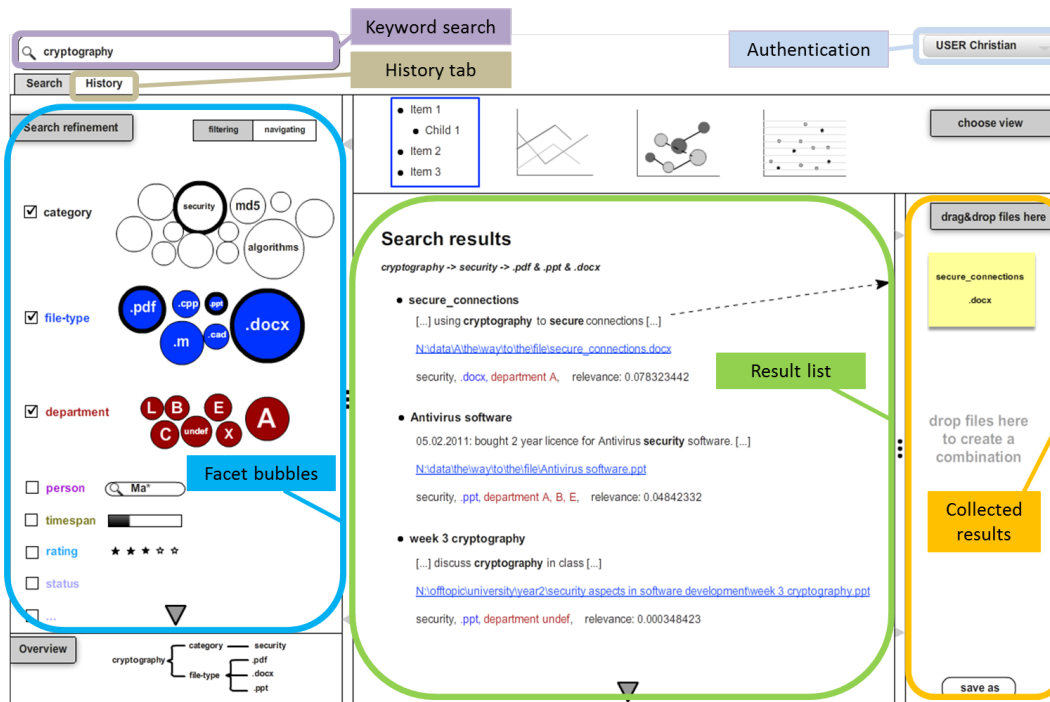 Keyword search
cryptography
Authentication
USER Christian
History tab
Search
History
Search refinement
filtering
navigating
Item 1
Child 1
Item 2
Item 3
choose view
category
security
md5
algorithms
file-type
.pdf
.cpp
.ppt
.docx
.m
.cad
department
L
B
E
A
C
undef
X
Facet bubbles
person
Ma*
timespan
rating
status
...
Overview
cryptography
category
security
file-type
.pdf
.docx
.ppt
Search results
cryptography -> security -> .pdf & .ppt & .docx
secure_connections
[...] using cryptography to secure connections [...]
N:\data\A\the\way\to\the\file\secure_connections.docx
security, .docx, department A, relevance: 0.078323442
Result list
Antivirus software
05.02.2011: bought 2 year licence for Antivirus security software. [...]
N:\data\the\way\to\the\file\Antivirus software.ppt
security, .ppt, department A, B, E, relevance: 0.04842332
week 3 cryptography
[...] discuss cryptography in class [...]
N:\offtopic\university\year2\security aspects in software development\week 3 cryptography.ppt
security, .ppt, department undef, relevance: 0.000348423
drag&drop files here
secure_connections
.docx
drop files here
to create a
combination
Collected
results
save as